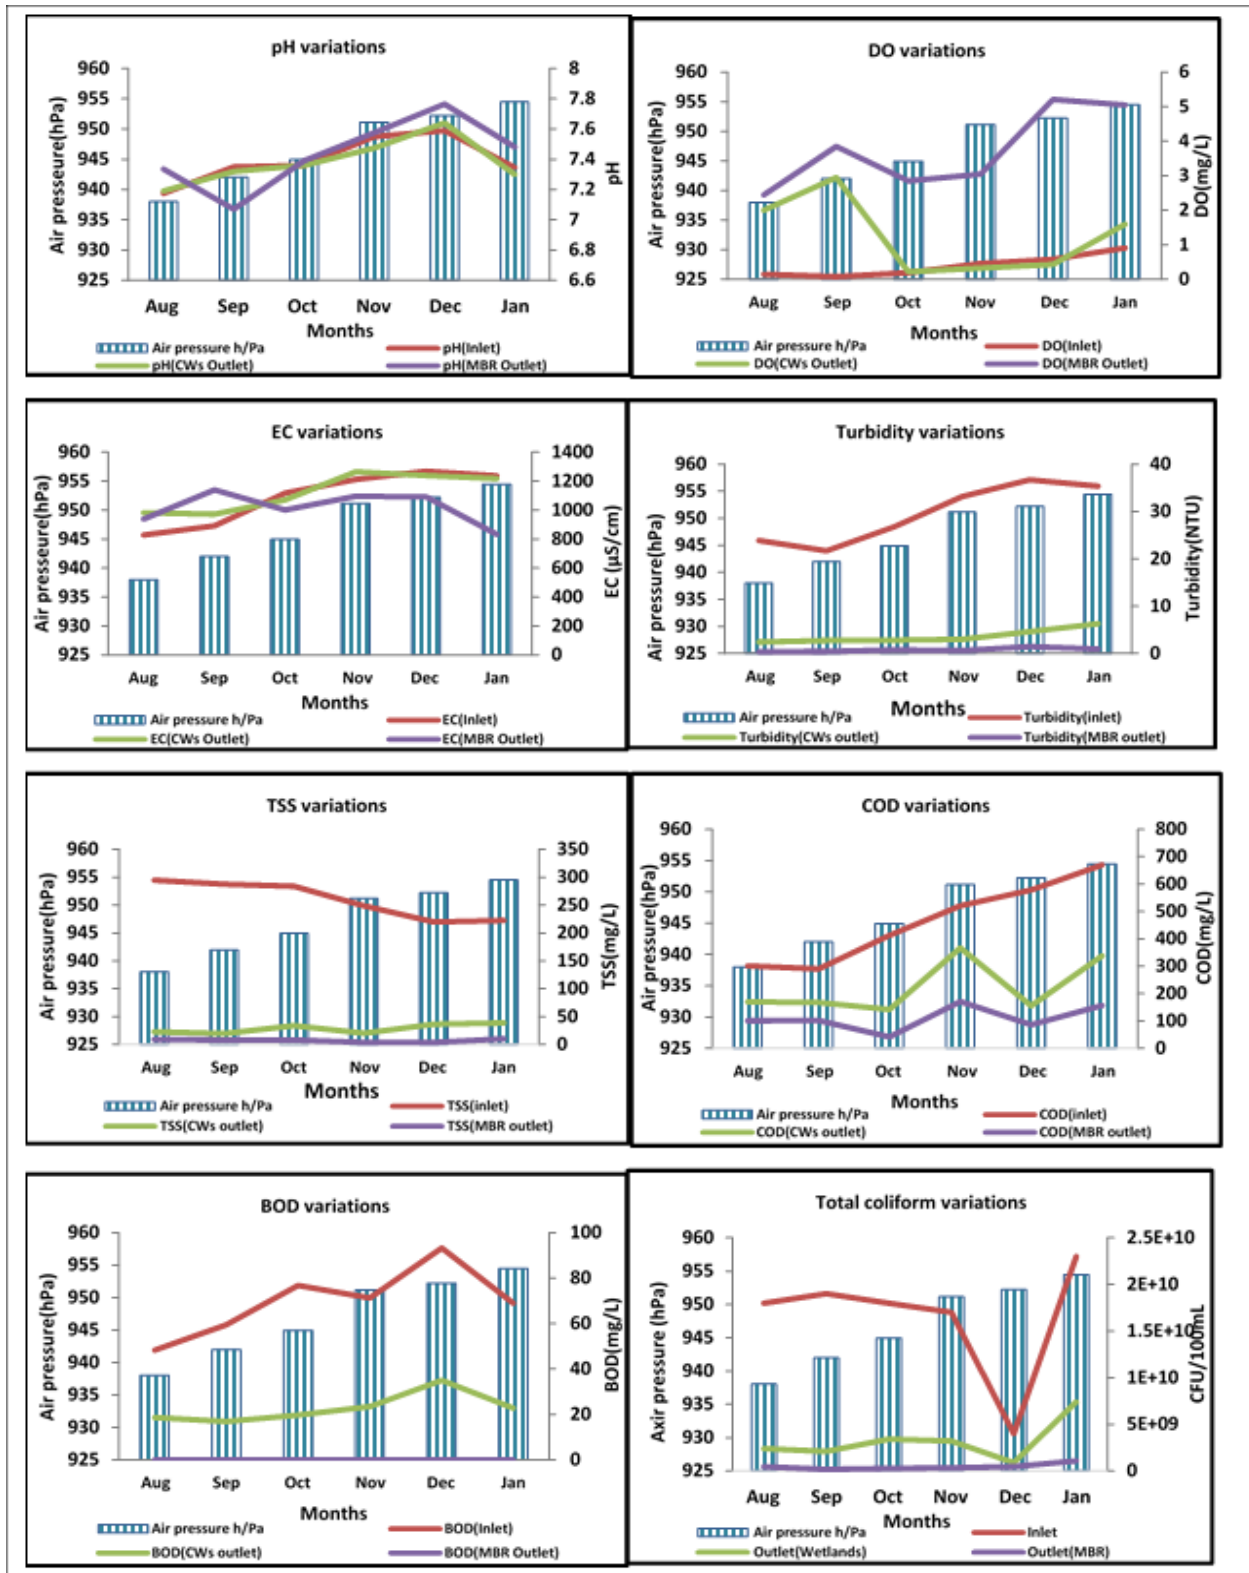 pH variations
960
955
950
945
940
935
930
925
Air presseure(hPa)
8
7.8
7.6
7.4
7.2
7
6.8
6.6
pH
Aug Sep Oct Nov Dec Jan
Months
Air pressure h/Pa pH(Inlet)
pH(CWs Outlet) pH(MBR Outlet)
DO variations
960
955
950
945
940
935
930
925
Air pressure(hPa)
6
5
4
3
2
1
0
DO(mg/L)
Aug Sep Oct Nov Dec Jan
Months
Air pressure h/Pa DO(Inlet)
DO(CWs Outlet) DO(MBR Outlet)
EC variations
960
955
950
945
940
935
930
925
Air presseure(hPa)
1400
1200
1000
800
600
400
200
0
EC (µS/cm)
Aug Sep Oct Nov Dec Jan
Months
Air pressure h/Pa EC(Inlet)
EC(CWs Outlet) EC(MBR Outlet)
Turbidity variations
960
955
950
945
940
935
930
925
Air pressure(hPa)
40
30
20
10
0
Turbidity(NTU)
Aug Sep Oct Nov Dec Jan
Months
Air pressure h/Pa Turbidity(inlet)
Turbidity(CWs outlet) Turbidity(MBR outlet)
TSS variations
960
955
950
945
940
935
930
925
Air pressure(hPa)
350
300
250
200
150
100
50
0
TSS(mg/L)
Aug Sep Oct Nov Dec Jan
Months
Air pressure h/Pa TSS(inlet)
TSS(CWs outlet) TSS(MBR outlet)
COD variations
960
955
950
945
940
935
930
925
Air pressure(hPa)
800
700
600
500
400
300
200
100
0
COD(mg/L)
Aug Sep Oct Nov Dec Jan
Months
Air pressure h/Pa COD(inlet)
COD(CWs outlet) COD(MBR outlet)
BOD variations
960
955
950
945
940
935
930
925
Air pressure(hPa)
100
80
60
40
20
0
BOD(mg/L)
Aug Sep Oct Nov Dec Jan
Months
Air pressure h/Pa BOD(Inlet)
BOD(CWs outlet) BOD(MBR Outlet)
Total coliform variations
960
955
950
945
940
935
930
925
Axir pressure (hPa)
2.5E+10
2E+10
1.5E+10
1E+10
5E+09
0
CFU/100mL
Aug Sep Oct Nov Dec Jan
Months
Air pressure h/Pa Inlet
Outlet(Wetlands) Outlet(MBR)